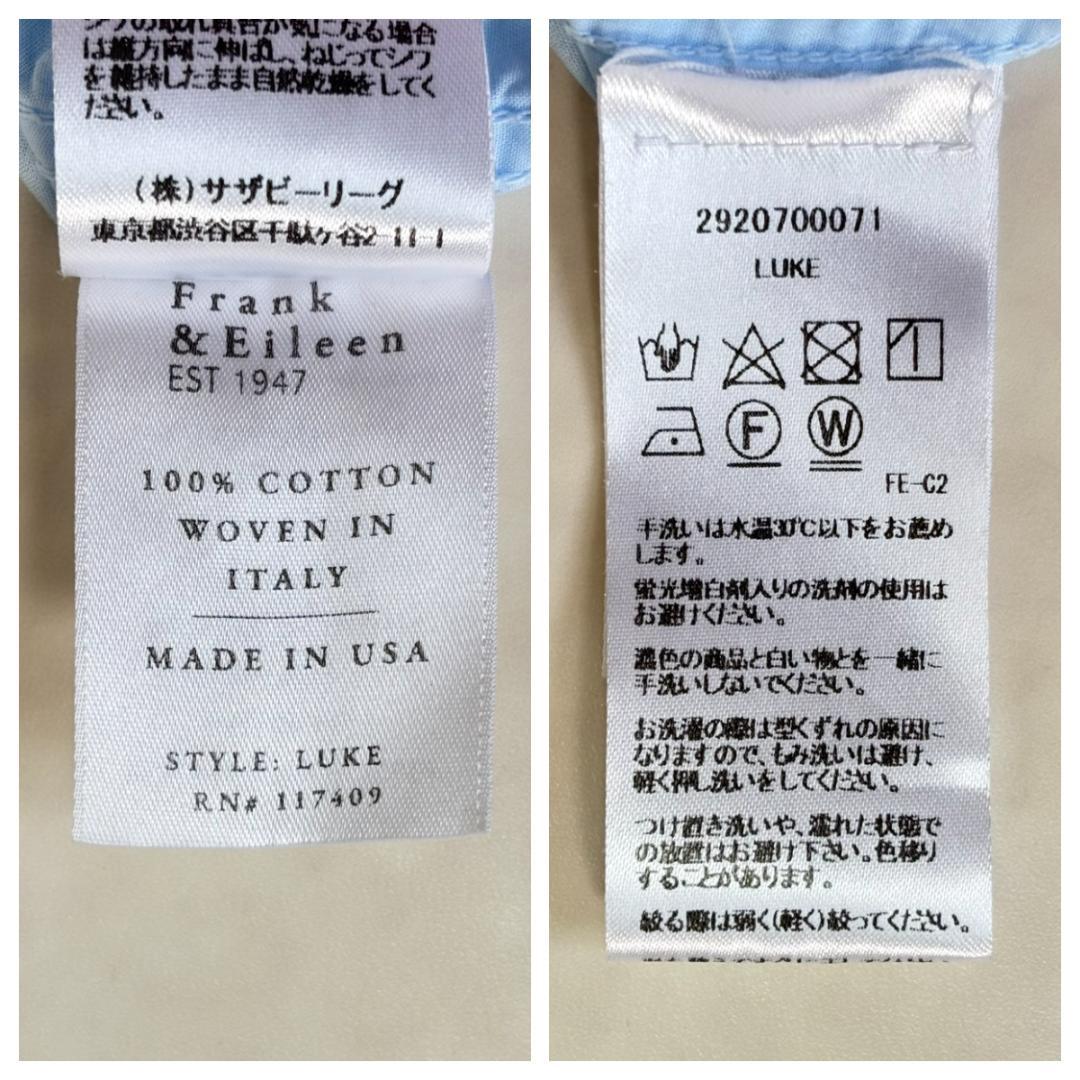 シワの取れ具合が気になる場合
は縦方向に伸ばし、ねじってシワ
を維持したまま自然乾燥をしてく
ださい。
(株)サザビーリーグ
東京都渋谷区千駄ヶ谷2-11-1
Frank
&Eileen
EST 1947
100% COTTON
WOVEN IN
ITALY
MADE IN USA
STYLE: LUKE
RN# 117409
2920700071
LUKE
F W
FE-C2
手洗いは水温30℃以下をお薦め
します。
蛍光増白剤入りの洗剤の使用は
お避けください。
濃色の商品と白い物とを一緒に
手洗いしないでください。
お洗濯の際は型くずれの原因に
なりますので、もみ洗いは避け、
軽く押し洗いをしてください。
つけ置き洗いや、濡れた状態で
の放置はお避け下さい。色移り
することがあります。
絞る際は弱く(軽く)絞ってください。